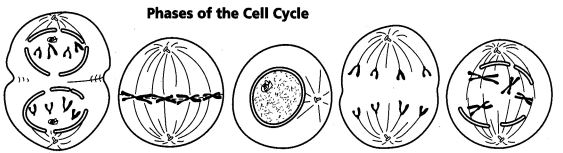 Phases of the Cell Cycle